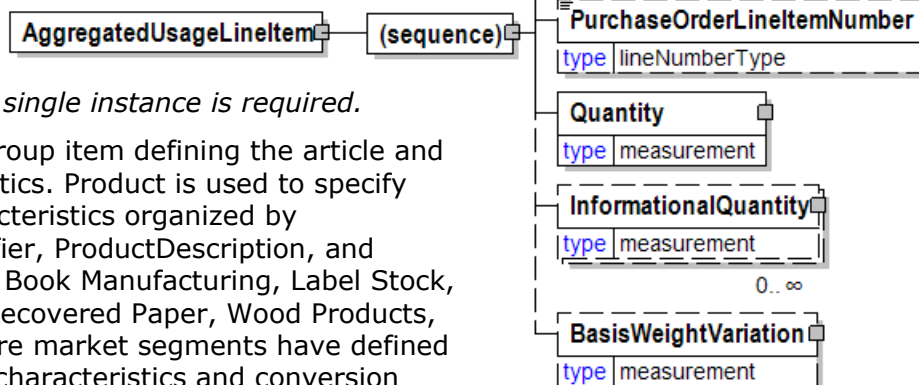 AggregatedUsageLineItem
(sequence)
single instance is required.
roup item defining the article and
tics. Product is used to specify
cteristics organized by
fier, ProductDescription, and
Book Manufacturing, Label Stock,
ecovered Paper, Wood Products,
re market segments have defined
characteristics and conversion
PurchaseOrderLineItemNumber
type lineNumberType
Quantity
type measurement
InformationalQuantity
type measurement
0.. ∞
BasisWeightVariation
type measurement